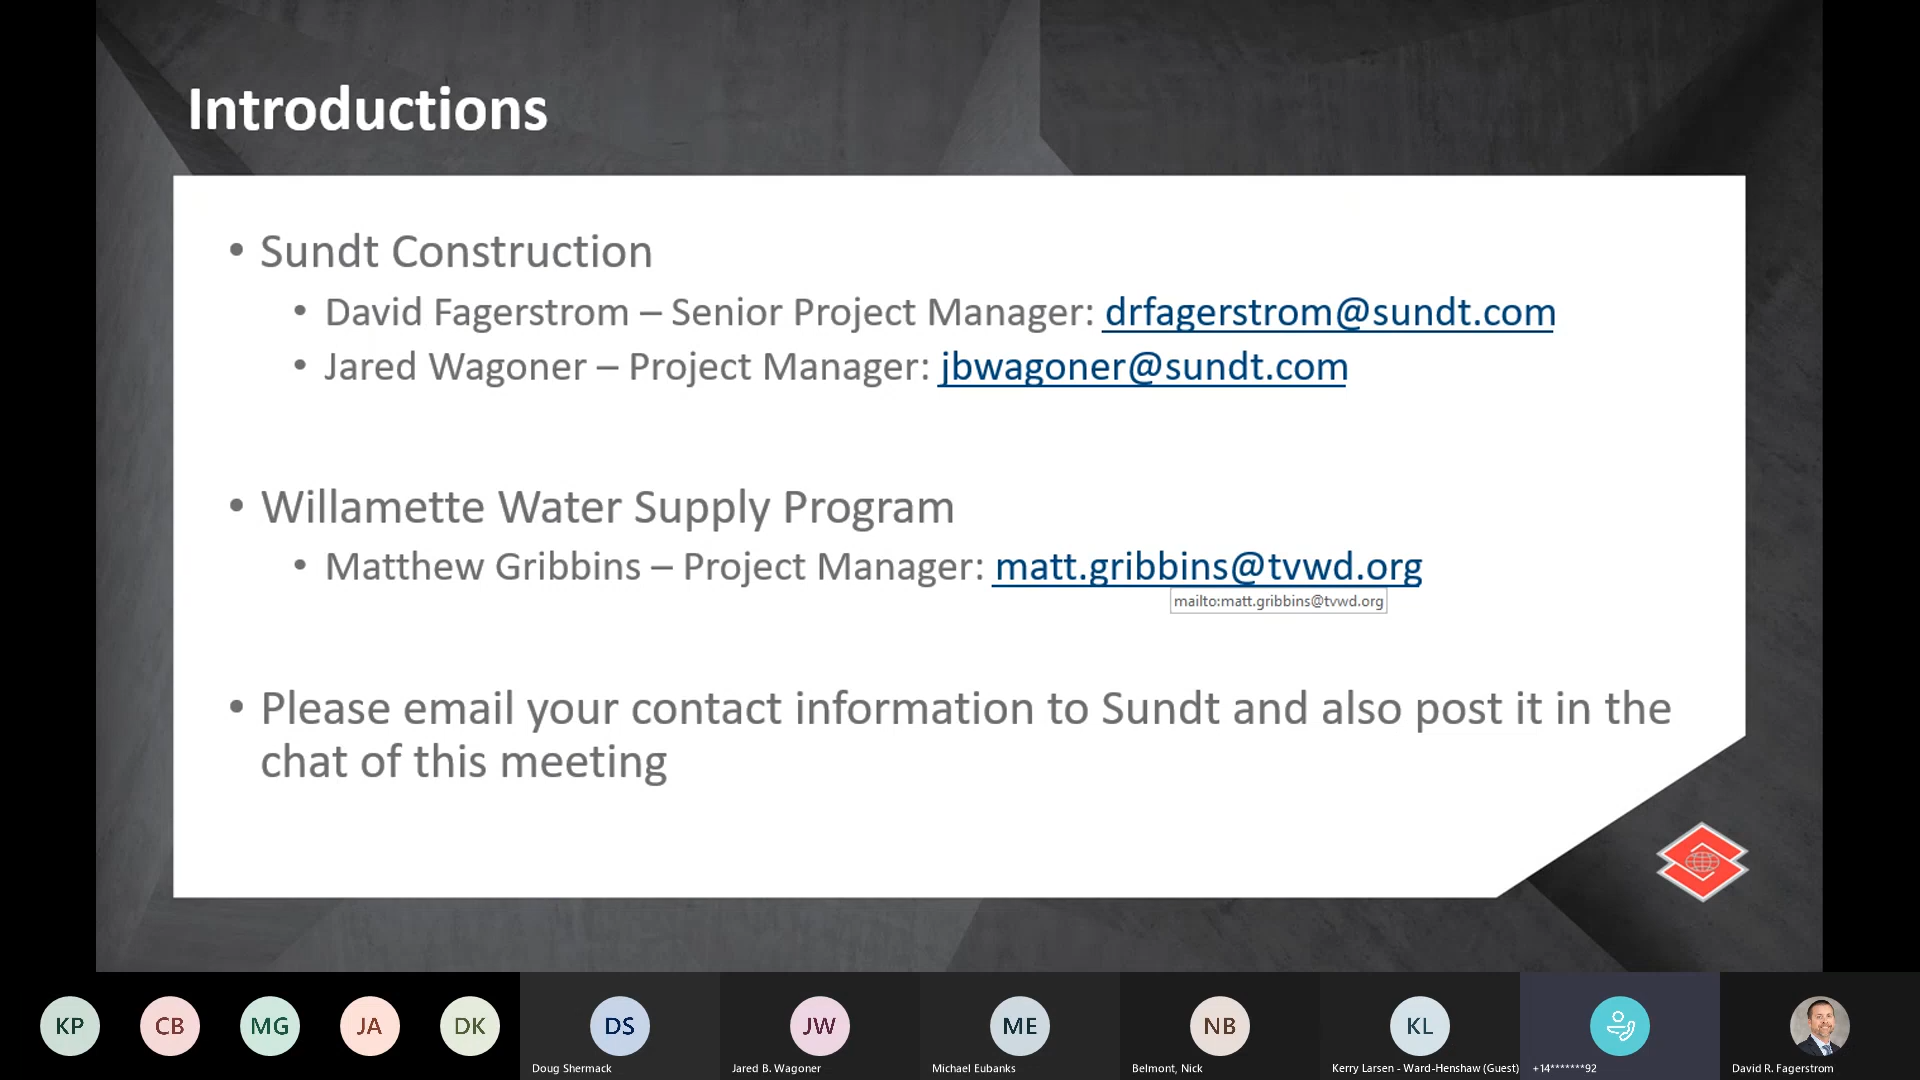 Introductions
• Sundt Construction
• David Fagerstrom – Senior Project Manager: drfagerstrom@sundt.com
• Jared Wagoner – Project Manager: jbwagoner@sundt.com
• Willamette Water Supply Program
• Matthew Gribbins – Project Manager: matt.gribbins@tvwd.org
mailto:matt.gribbins@tvwd.org
• Please email your contact information to Sundt and also post it in the
chat of this meeting
KP
CB
MG
JA
DK
DS
JW
ME
NB
KL
Doug Shermack
Jared B. Wagoner
Michael Eubanks
Belmont, Nick
Kerry Larsen - Ward-Henshaw (Guest)
+14*******92
David R. Fagerstrom